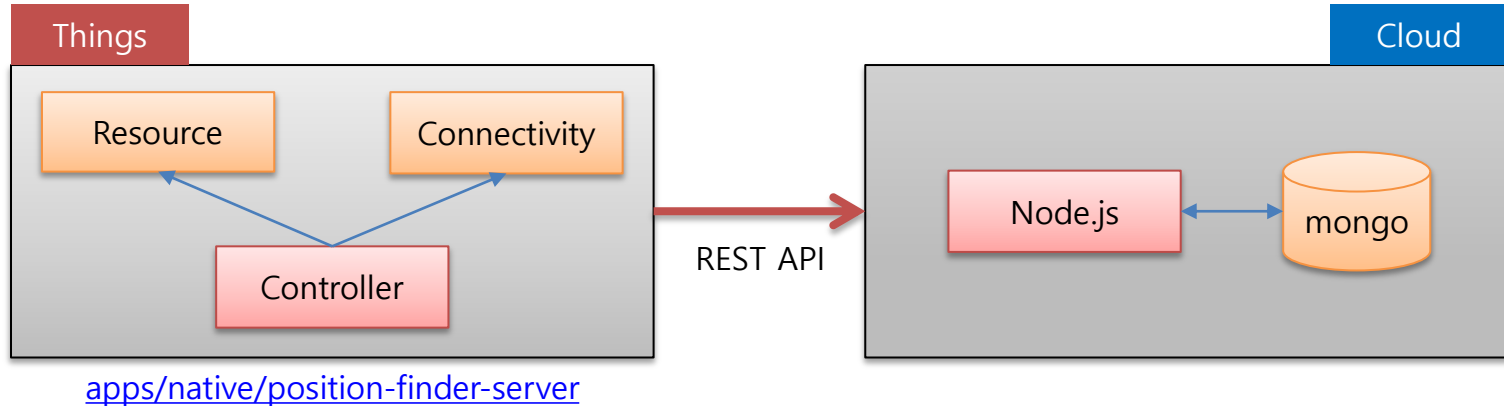 Things
Cloud
Resource
Connectivity
Controller
REST API
Node.js
mongo
apps/native/position-finder-server